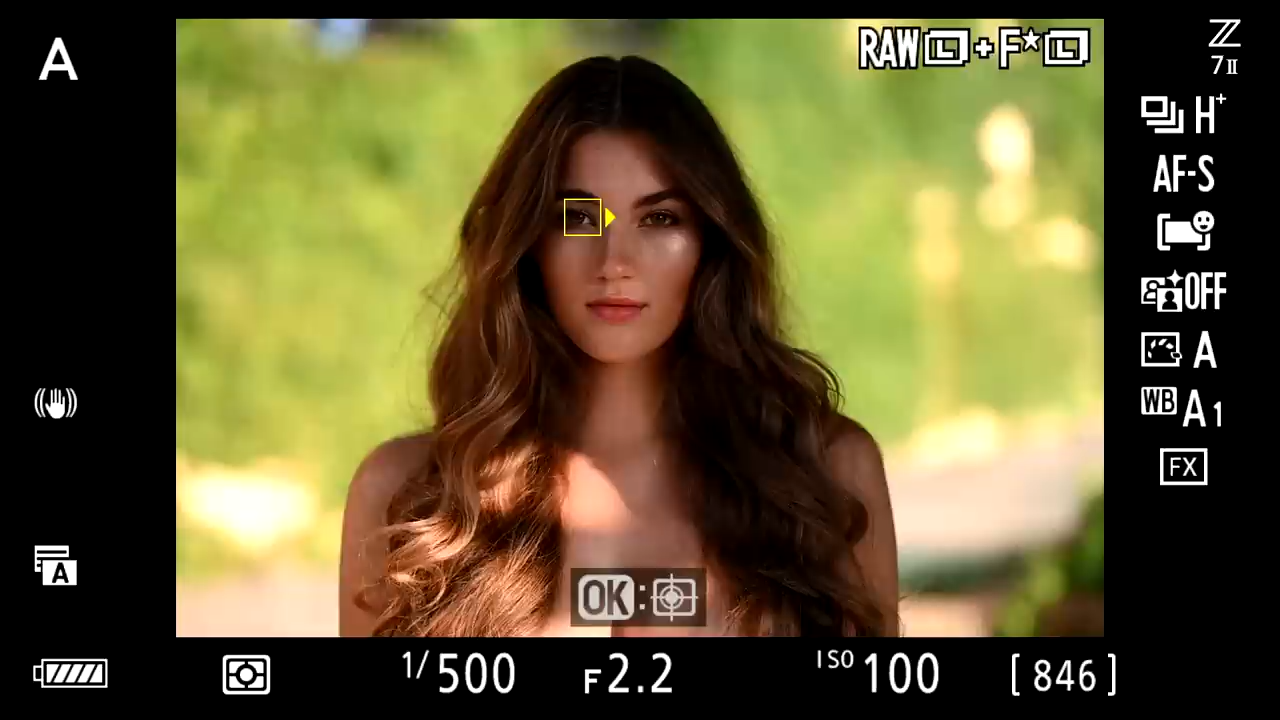 A
RAW L + F★ L
Z
7II
H+
AF-S
OFF
A
WB A1
FX
A
OK :
1/500
F2.2
ISO 100
[ 846 ]